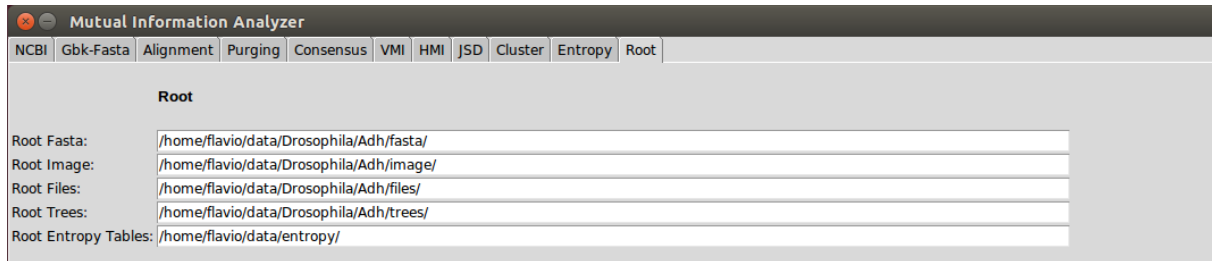 Mutual Information Analyzer
NCBI Gbk-Fasta Alignment Purging Consensus VMI HMI JSD Cluster Entropy Root
Root
Root Fasta: /home/flavio/data/Drosophila/Adh/fasta/
Root Image: /home/flavio/data/Drosophila/Adh/image/
Root Files: /home/flavio/data/Drosophila/Adh/files/
Root Trees: /home/flavio/data/Drosophila/Adh/trees/
Root Entropy Tables: /home/flavio/data/entropy/